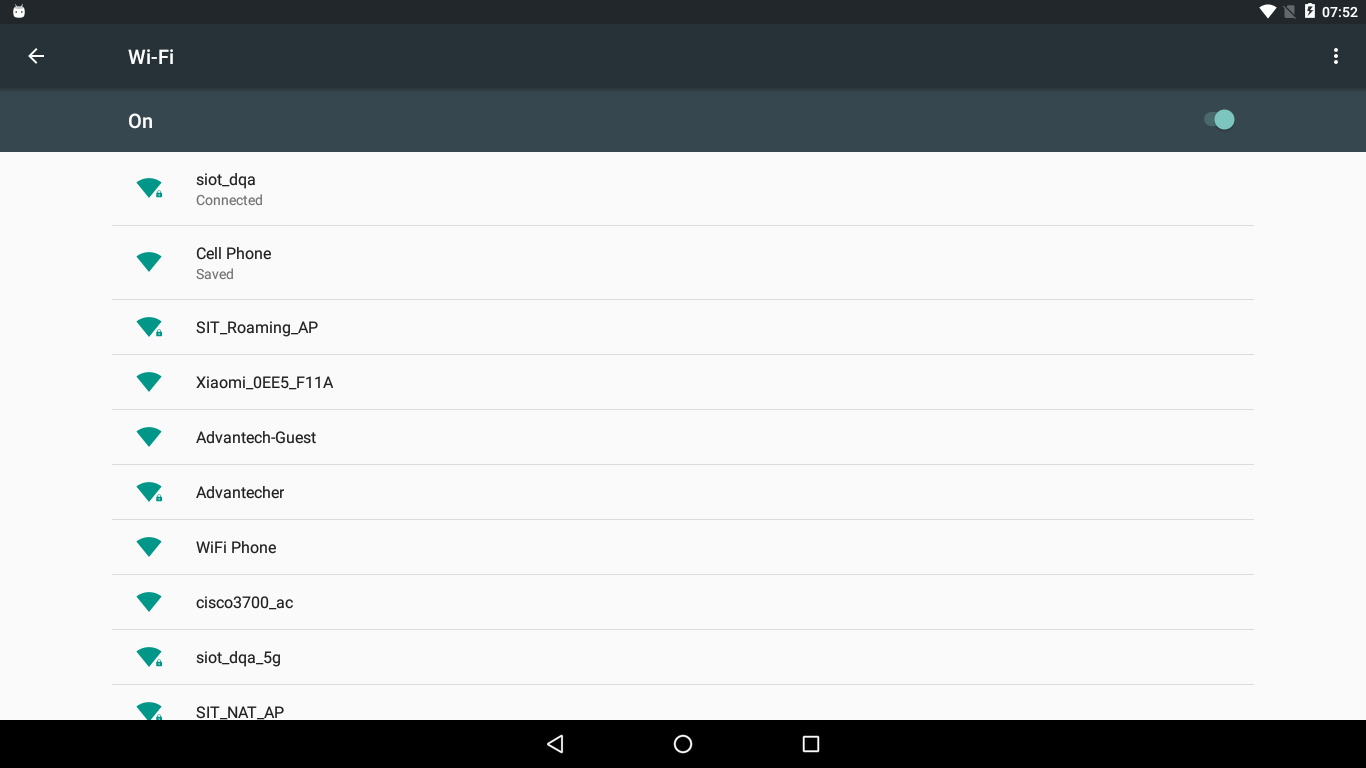 07:52
Wi-Fi
On
siot_dqa
Connected
Cell Phone
Saved
SIT_Roaming_AP
Xiaomi_0EE5_F11A
Advantech-Guest
Advantecher
WiFi Phone
cisco3700_ac
siot_dqa_5g
SIT_NAT_AP